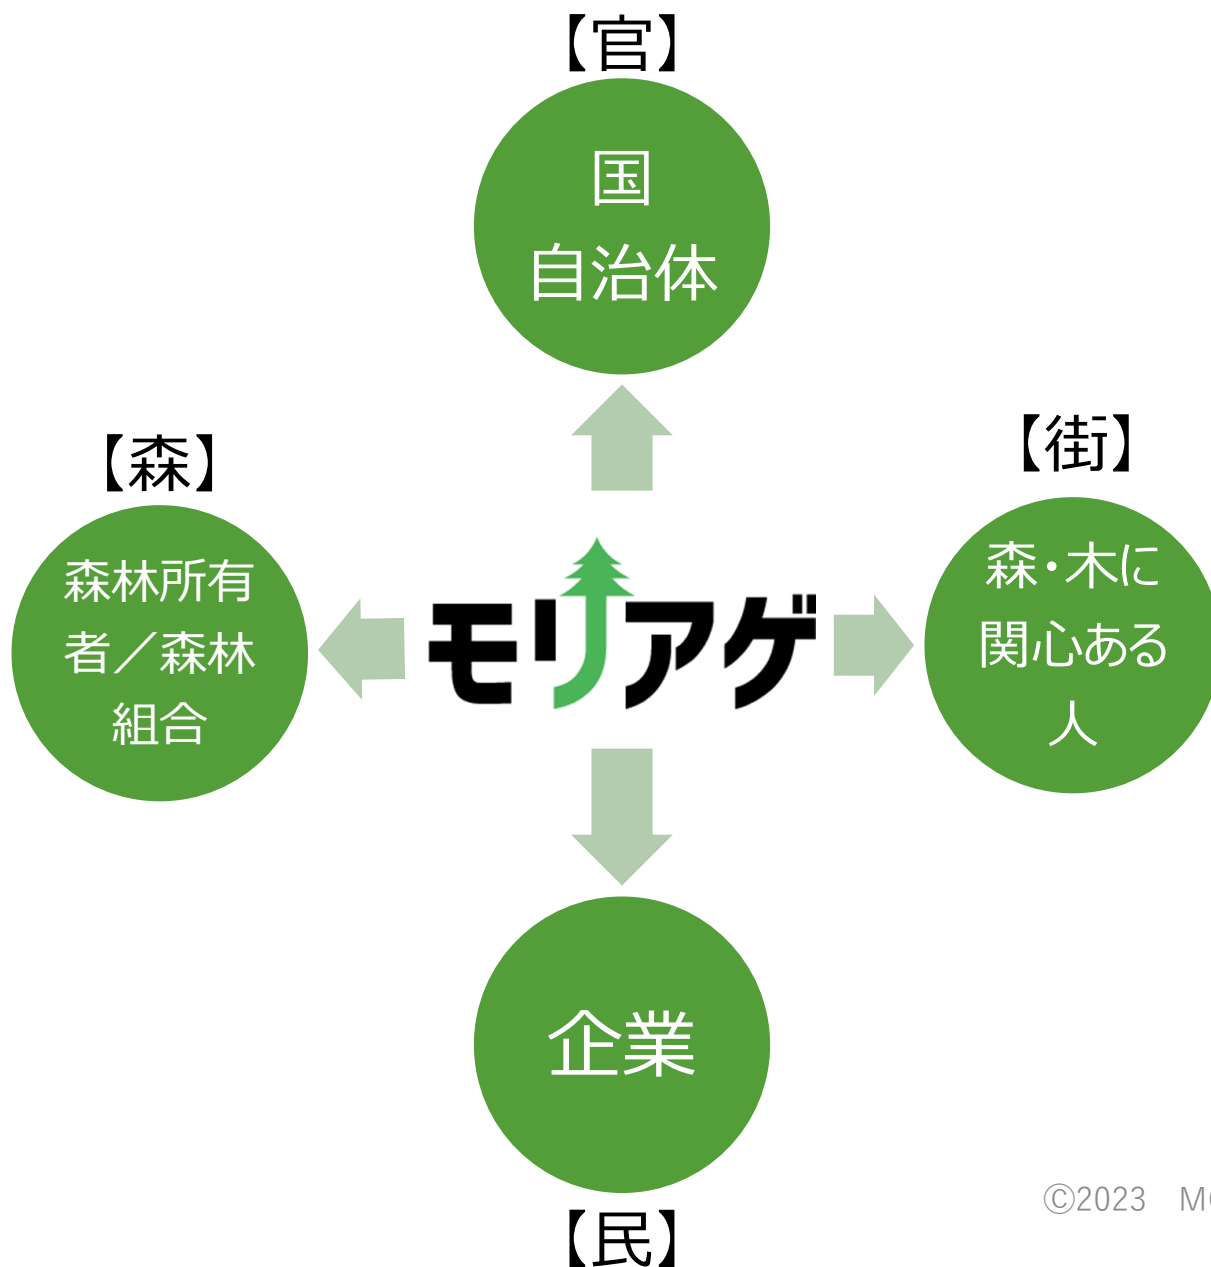 【官】
国
自治体
【森】
森林所有
者／森林
組合
モリアゲ
【街】
森・木に
関心ある
人
企業
【民】
©2023